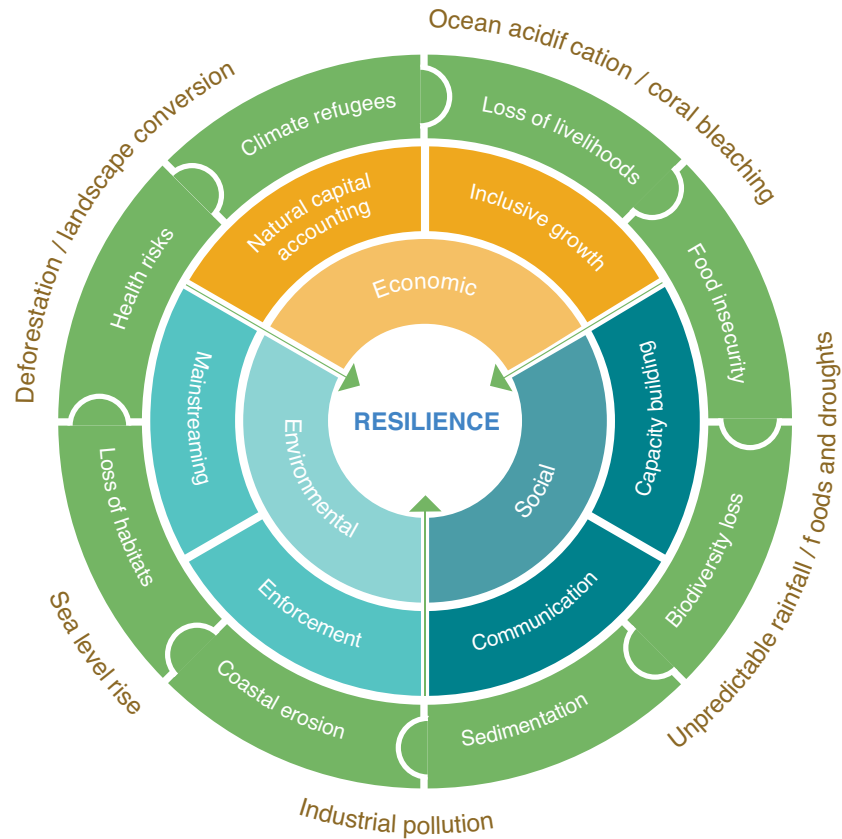 Ocean acidif cation / coral bleaching
Deforestation / landscape conversion
Unpredictable rainfall / f oods and droughts
Sea level rise
Industrial pollution
Climate refugees
Loss of livelihoods
Food insecurity
Biodiversity loss
Sedimentation
Coastal erosion
Loss of habitats
Health risks
Natural capital
accounting
Inclusive growth
Capacity building
Communication
Enforcement
Mainstreaming
Economic
Social
Environmental
RESILIENCE